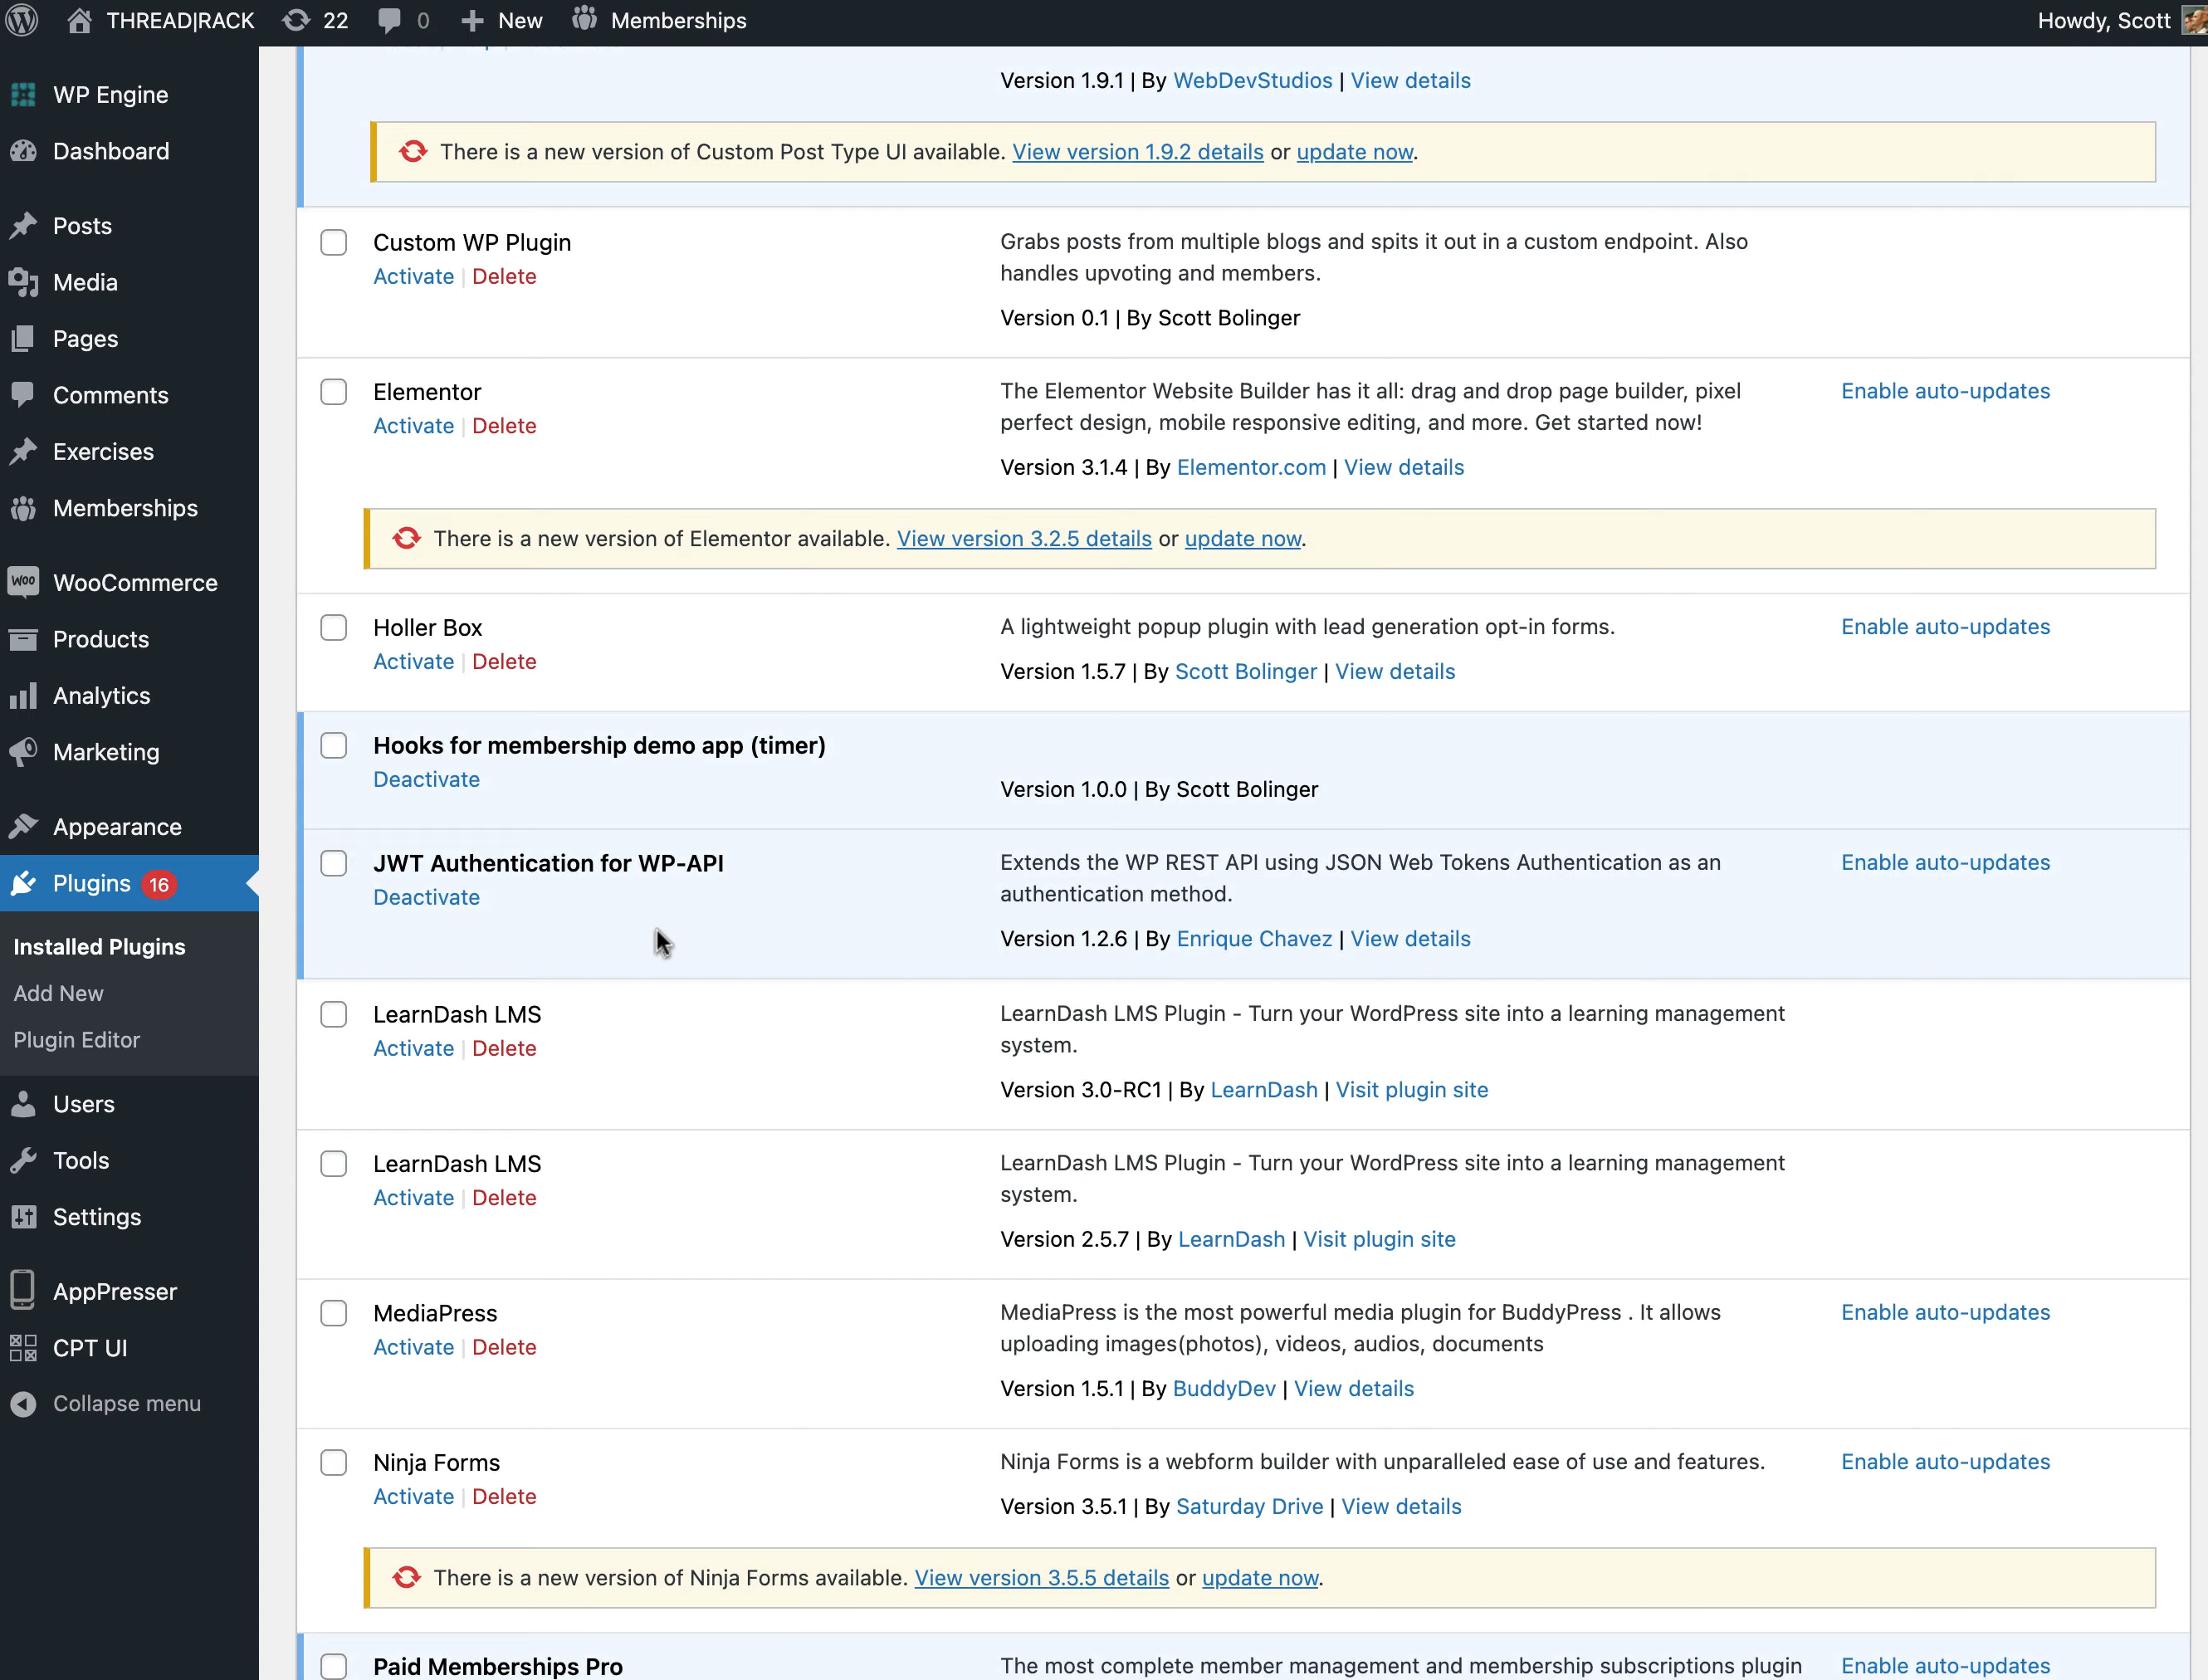 THREAD|RACK 22 0 New Memberships Howdy, Scott
WP Engine
Dashboard
Posts
Media
Pages
Comments
Exercises
Memberships
Woo WooCommerce
Products
Analytics
Marketing
Appearance
Plugins 16
Installed Plugins
Add New
Plugin Editor
Users
Tools
Settings
AppPresser
CPT UI
Collapse menu
Version 1.9.1 | By WebDevStudios | View details
There is a new version of Custom Post Type UI available. View version 1.9.2 details or update now.
Custom WP Plugin
Activate | Delete
Grabs posts from multiple blogs and spits it out in a custom endpoint. Also
handles upvoting and members.
Version 0.1 | By Scott Bolinger
Elementor
Activate | Delete
The Elementor Website Builder has it all: drag and drop page builder, pixel
perfect design, mobile responsive editing, and more. Get started now!
Version 3.1.4 | By Elementor.com | View details
Enable auto-updates
There is a new version of Elementor available. View version 3.2.5 details or update now.
Holler Box
Activate | Delete
A lightweight popup plugin with lead generation opt-in forms.
Version 1.5.7 | By Scott Bolinger | View details
Enable auto-updates
Hooks for membership demo app (timer)
Deactivate
Version 1.0.0 | By Scott Bolinger
JWT Authentication for WP-API
Deactivate
Extends the WP REST API using JSON Web Tokens Authentication as an
authentication method.
Version 1.2.6 | By Enrique Chavez | View details
Enable auto-updates
LearnDash LMS
Activate | Delete
LearnDash LMS Plugin - Turn your WordPress site into a learning management
system.
Version 3.0-RC1 | By LearnDash | Visit plugin site
LearnDash LMS
Activate | Delete
LearnDash LMS Plugin - Turn your WordPress site into a learning management
system.
Version 2.5.7 | By LearnDash | Visit plugin site
MediaPress
Activate | Delete
MediaPress is the most powerful media plugin for BuddyPress . It allows
uploading images(photos), videos, audios, documents
Version 1.5.1 | By BuddyDev | View details
Enable auto-updates
Ninja Forms
Activate | Delete
Ninja Forms is a webform builder with unparalleled ease of use and features.
Version 3.5.1 | By Saturday Drive | View details
Enable auto-updates
There is a new version of Ninja Forms available. View version 3.5.5 details or update now.
Paid Memberships Pro
The most complete member management and membership subscriptions plugin
Enable auto-updates